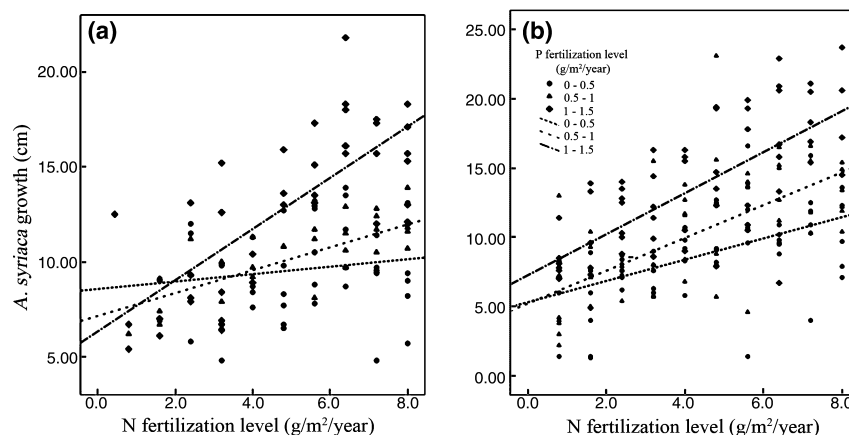 (a)
20.00
15.00
10.00
5.00
A. syriaca growth (cm)
0.0 2.0 4.0 6.0 8.0
N fertilization level (g/m²/year)
(b)
25.00
20.00
15.00
10.00
5.00
0.00
P fertilization level
(g/m²/year)
0 - 0.5
0.5 - 1
1 - 1.5
0 - 0.5
0.5 - 1
1 - 1.5
0.0 2.0 4.0 6.0 8.0
N fertilization level (g/m²/year)